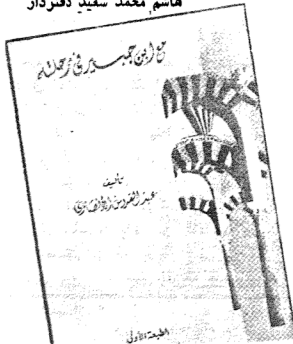 هاشم محمد سعيد دفتردار
مع ابن جبير في رحلته
تأليف
عبد القدوس الأنصاري
الطبعة الأولى